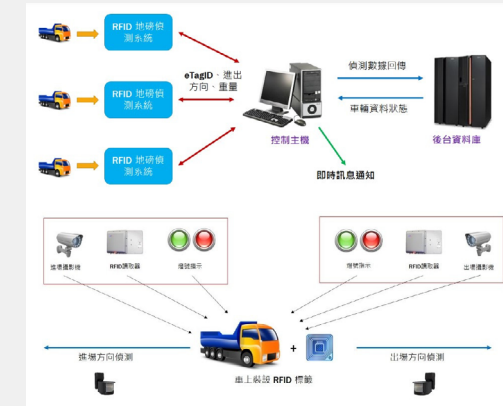 RFID 地磅偵
測系統
eTagID、進出
方向、重量
RFID 地磅偵
測系統
RFID 地磅偵
測系統
偵測數據回傳
車輛資料狀態
控制主機
後台資料庫
即時訊息通知
進場攝影機
RFID讀取器
燈號指示
燈號指示
RFID讀取器
出場攝影機
進場方向偵測
車上裝設 RFID 標籤
出場方向偵測